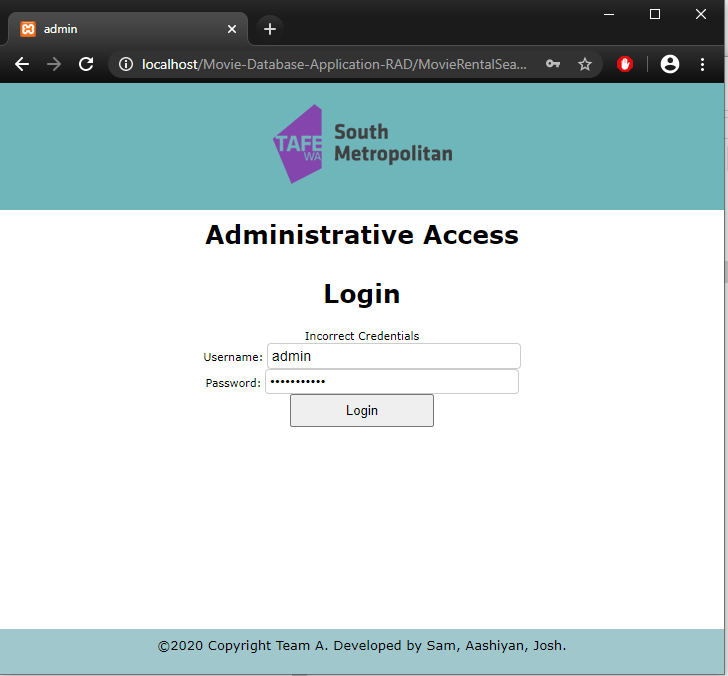 admin
localhost/Movie-Database-Application-RAD/MovieRentalSea...
TAFE
WA
South
Metropolitan
Administrative Access
Login
Incorrect Credentials
Username: admin
Password: •••••••••••
Login
©2020 Copyright Team A. Developed by Sam, Aashiyan, Josh.